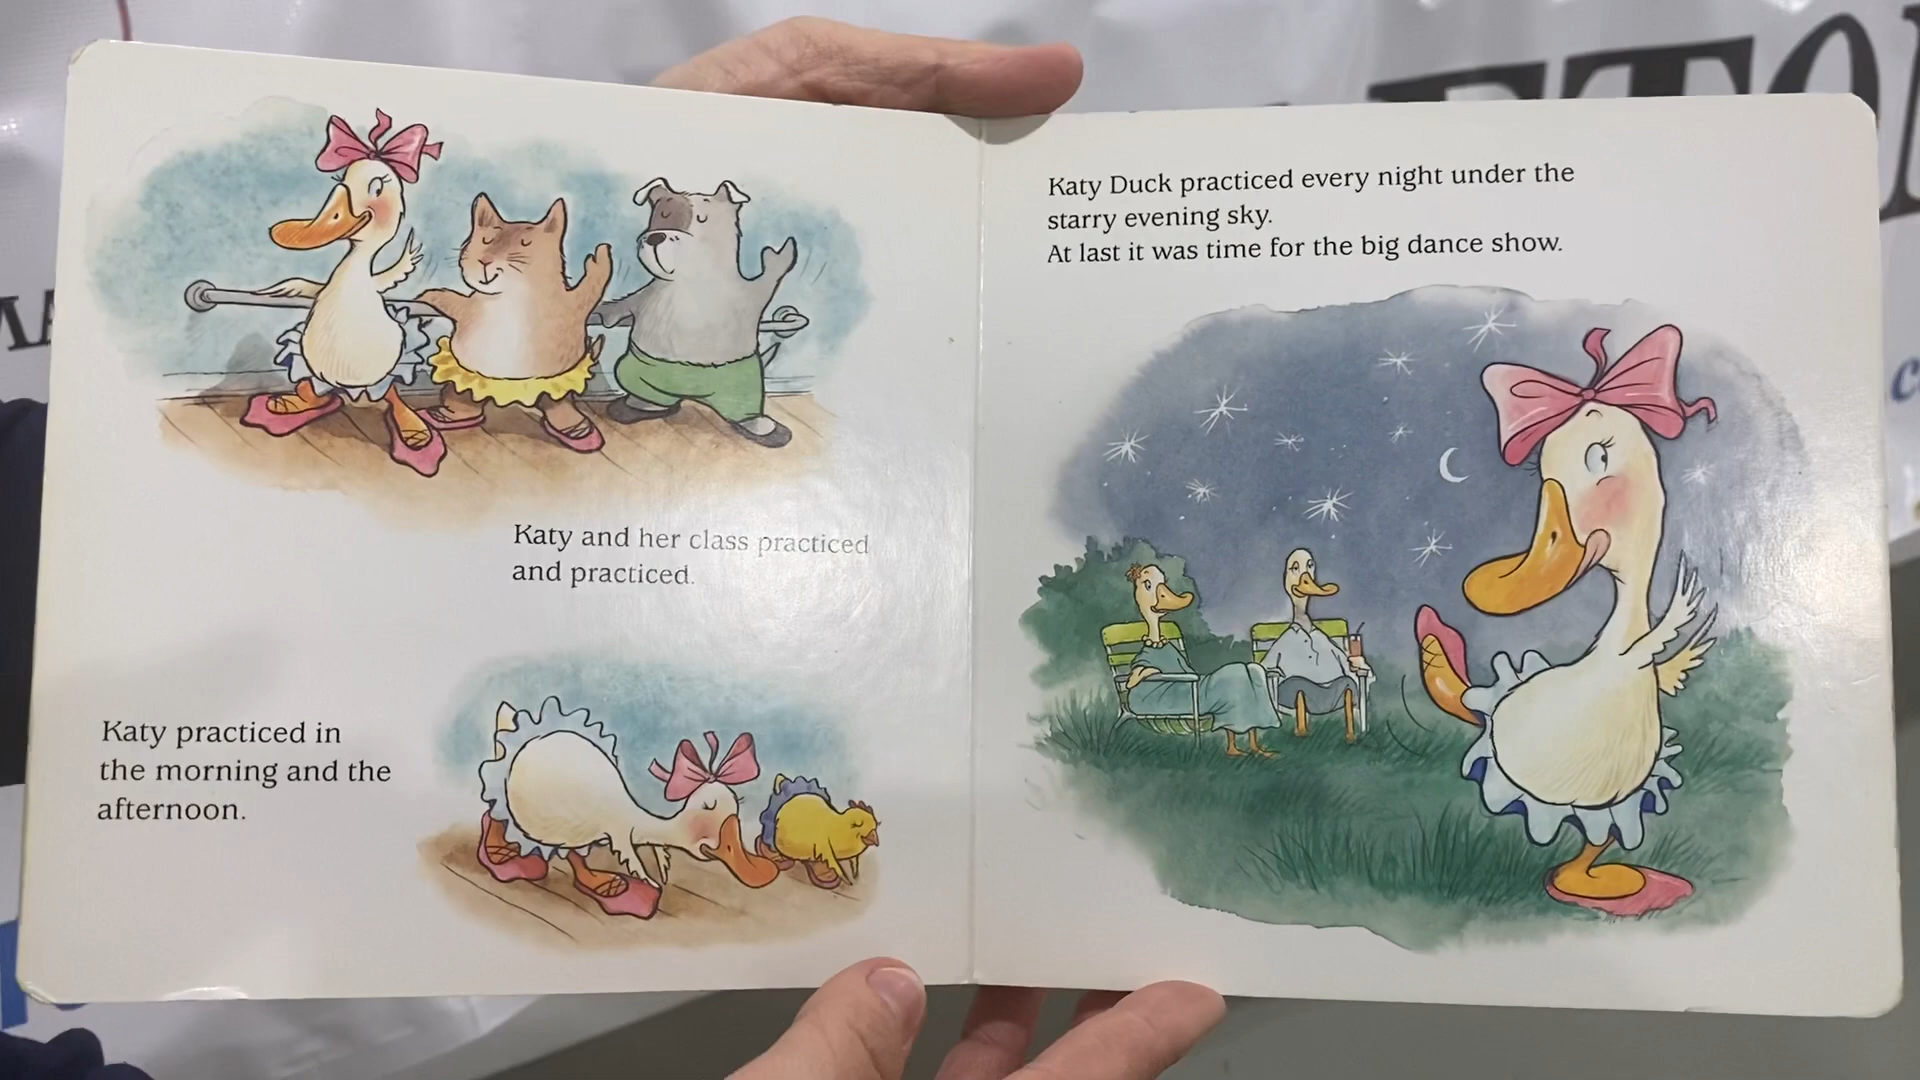 Katy and her class practiced
and practiced.
Katy practiced in
the morning and the
afternoon.
Katy Duck practiced every night under the
starry evening sky.
At last it was time for the big dance show.